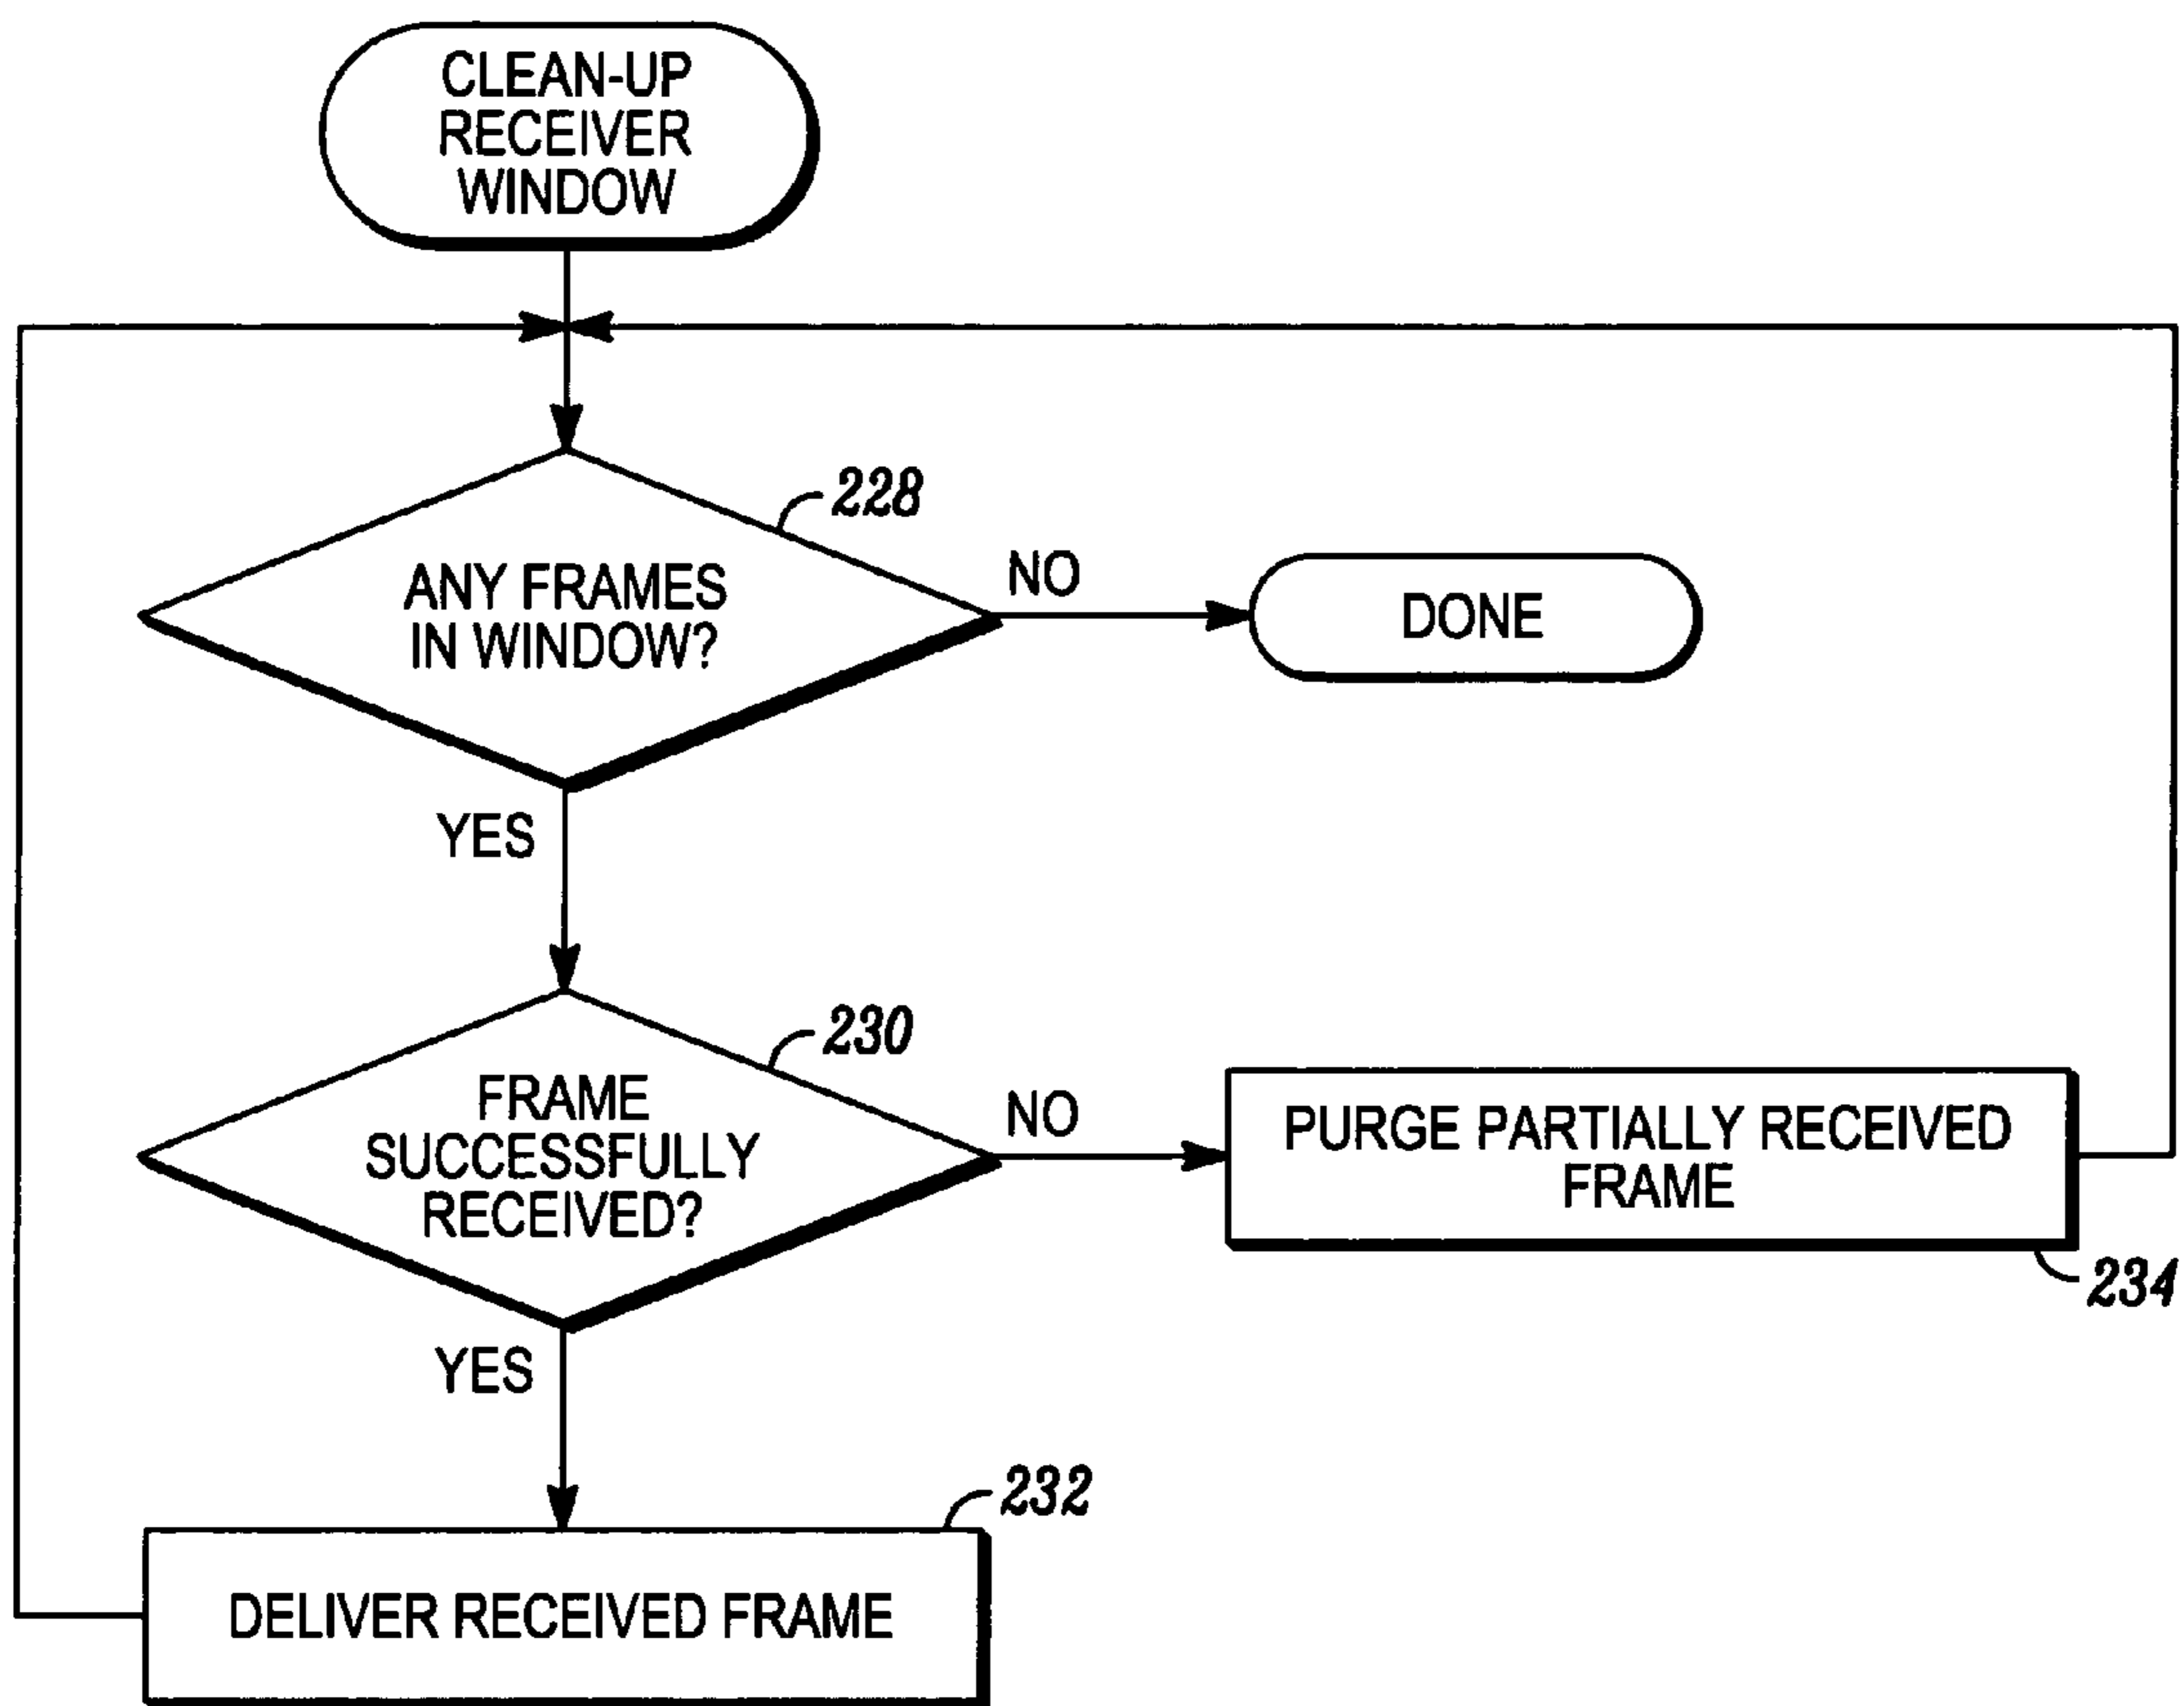 CLEAN-UP
RECEIVER
WINDOW
228
ANY FRAMES
IN WINDOW?
NO
DONE
YES
230
FRAME
SUCCESSFULLY
RECEIVED?
NO
PURGE PARTIALLY RECEIVED
FRAME
234
YES
232
DELIVER RECEIVED FRAME